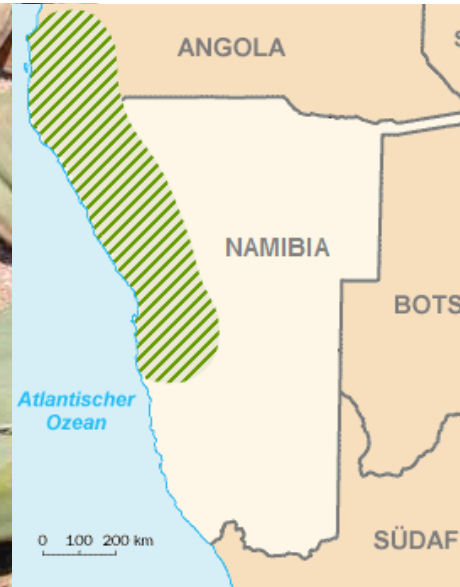 ANGOLA
NAMIBIA
BOTS
Atlantischer
Ozean
0 100 200 km
SÜDAF